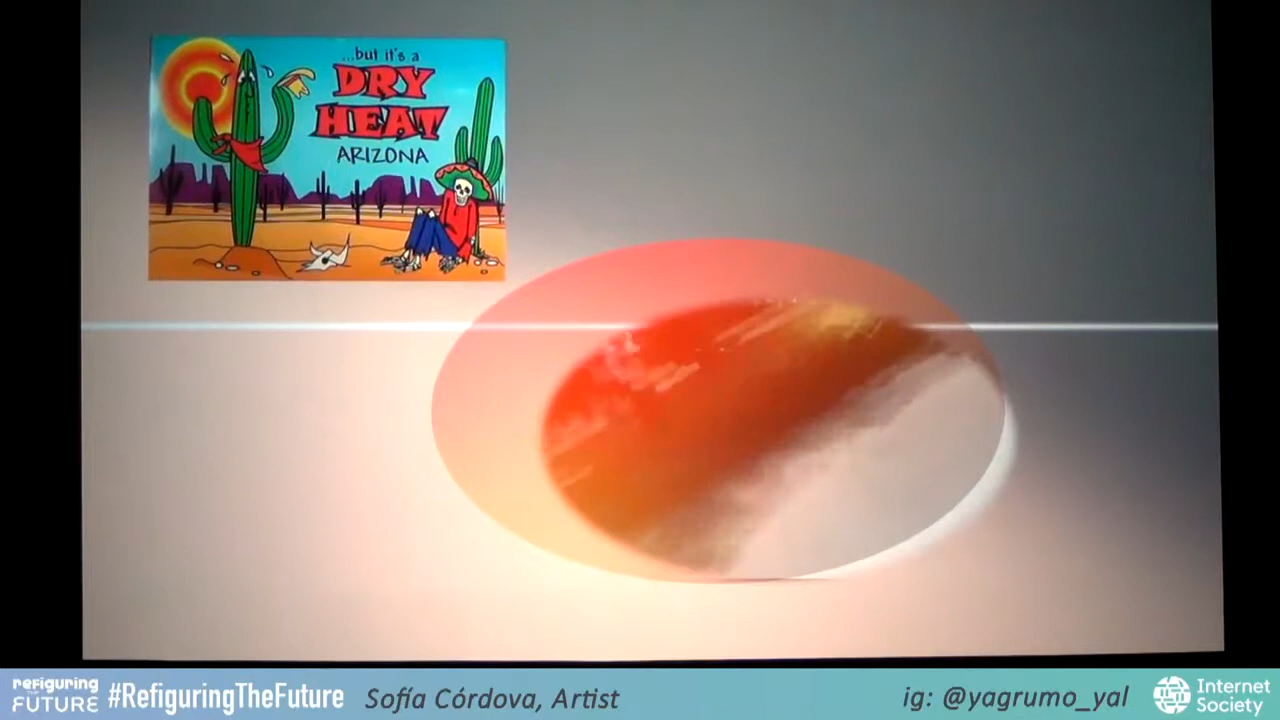 ...but it's a
DRY
HEAT
ARIZONA
refiguring
THE
FUTURE
#RefiguringTheFuture
Sofía Córdova, Artist
ig: @yagrumo_yal
Internet
Society